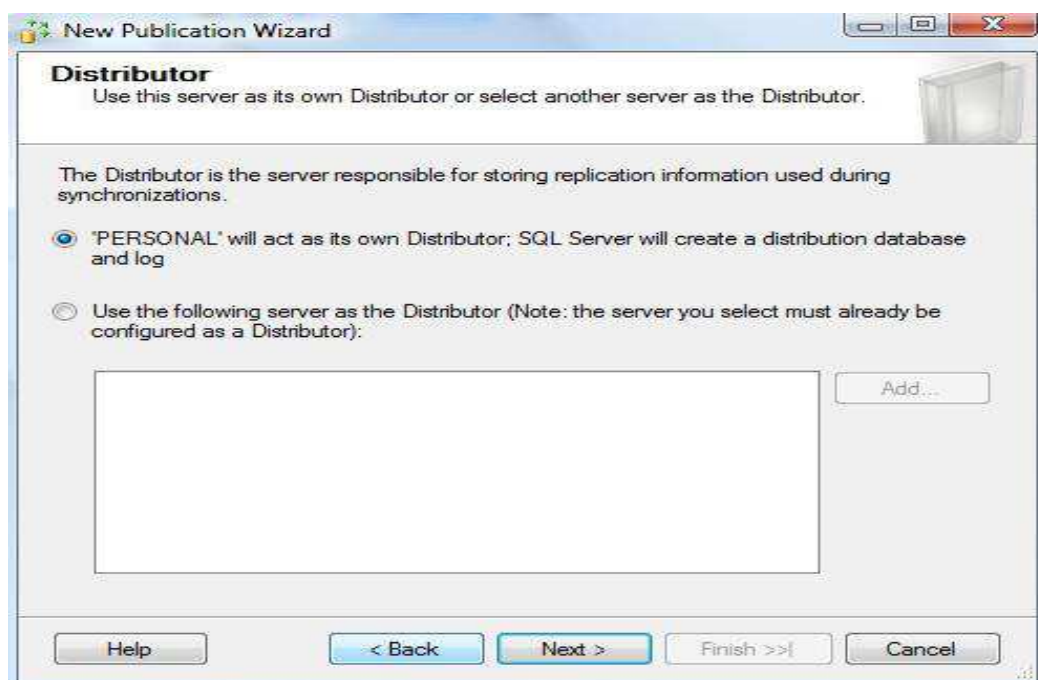 New Publication Wizard
Distributor
Use this server as its own Distributor or select another server as the Distributor.
The Distributor is the server responsible for storing replication information used during
synchronizations.
'PERSONAL' will act as its own Distributor; SQL Server will create a distribution database
and log
Use the following server as the Distributor (Note: the server you select must already be
configured as a Distributor):
Add...
Help
< Back
Next >
Finish >>|
Cancel